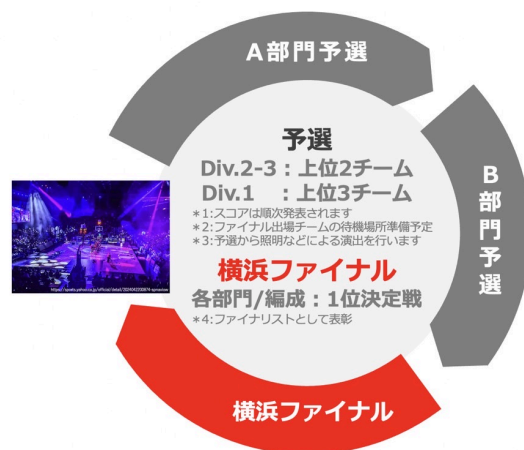 A部門予選
B部門予選
予選
Div.2-3：上位2チーム
Div.1　：上位3チーム
＊1:スコアは順次発表されます
＊2:ファイナル出場チームの待機場所準備予定
＊3:予選から照明などによる演出を行います
横浜ファイナル
各部門/編成：1位決定戦
＊4:ファイナリストとして表彰
横浜ファイナル